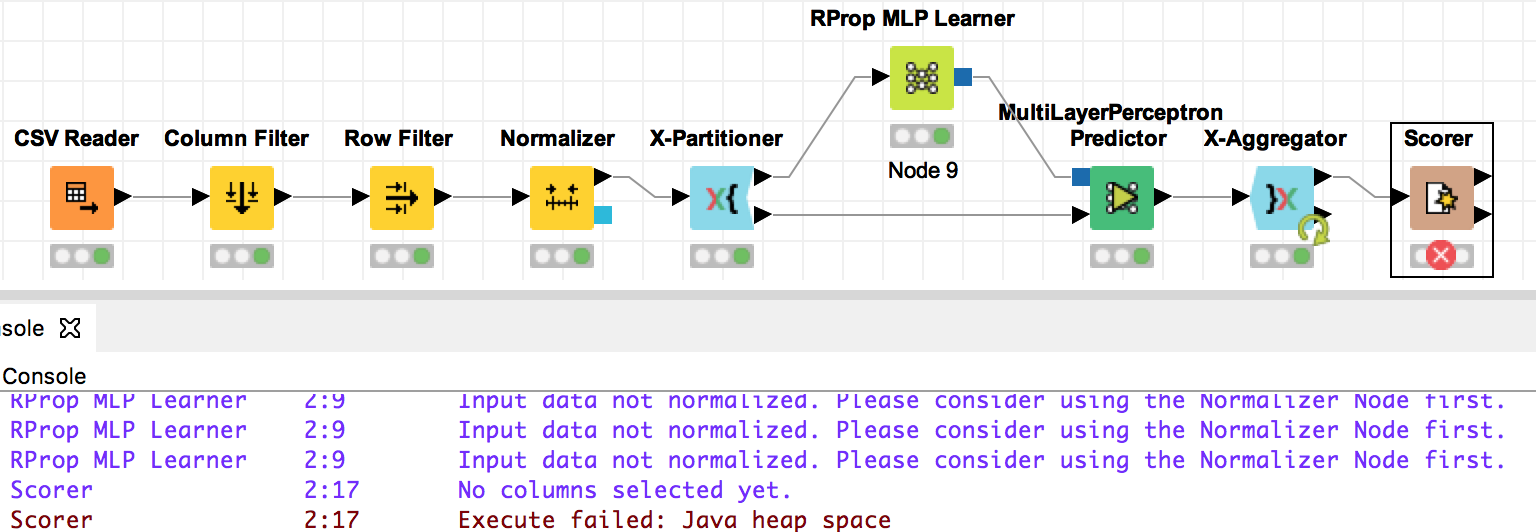 RProp MLP Learner
MultiLayerPerceptron
CSV Reader Column Filter Row Filter Normalizer X-Partitioner Predictor X-Aggregator Scorer
Node 9
nsole
Console
RProp MLP Learner 2:9 Input data not normalized. Please consider using the Normalizer Node first.
RProp MLP Learner 2:9 Input data not normalized. Please consider using the Normalizer Node first.
RProp MLP Learner 2:9 Input data not normalized. Please consider using the Normalizer Node first.
Scorer 2:17 No columns selected yet.
Scorer 2:17 Execute failed: Java heap space